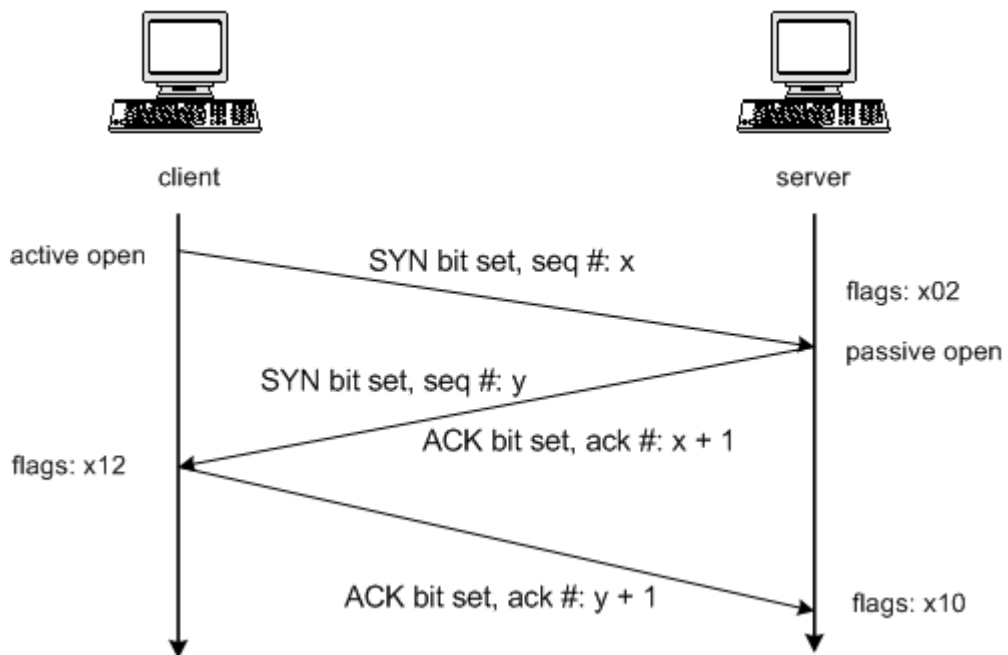 client
server
active open
SYN bit set, seq #: x
flags: x02
passive open
SYN bit set, seq #: y
ACK bit set, ack #: x + 1
flags: x12
ACK bit set, ack #: y + 1
flags: x10